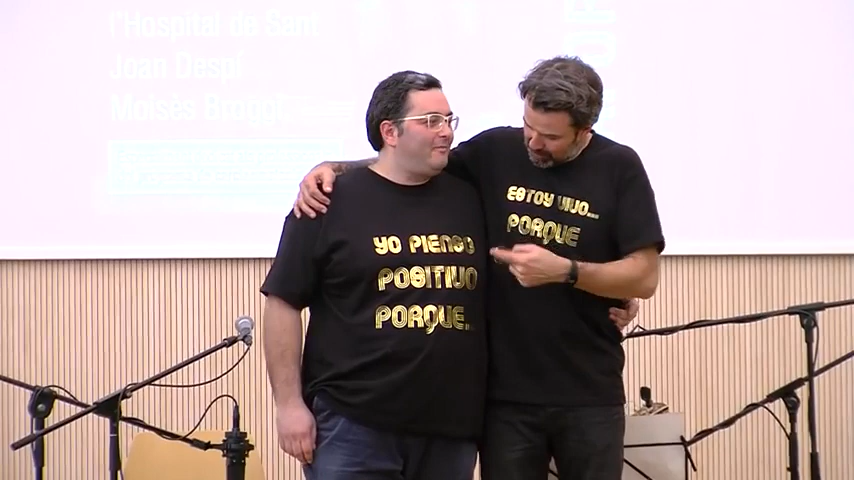 l'Hospital de Sant
Joan Despí
Moisès Broggi
YO PIENSO
POSITIVO
PORQUE...
ESTOY VIVO...
PORQUE